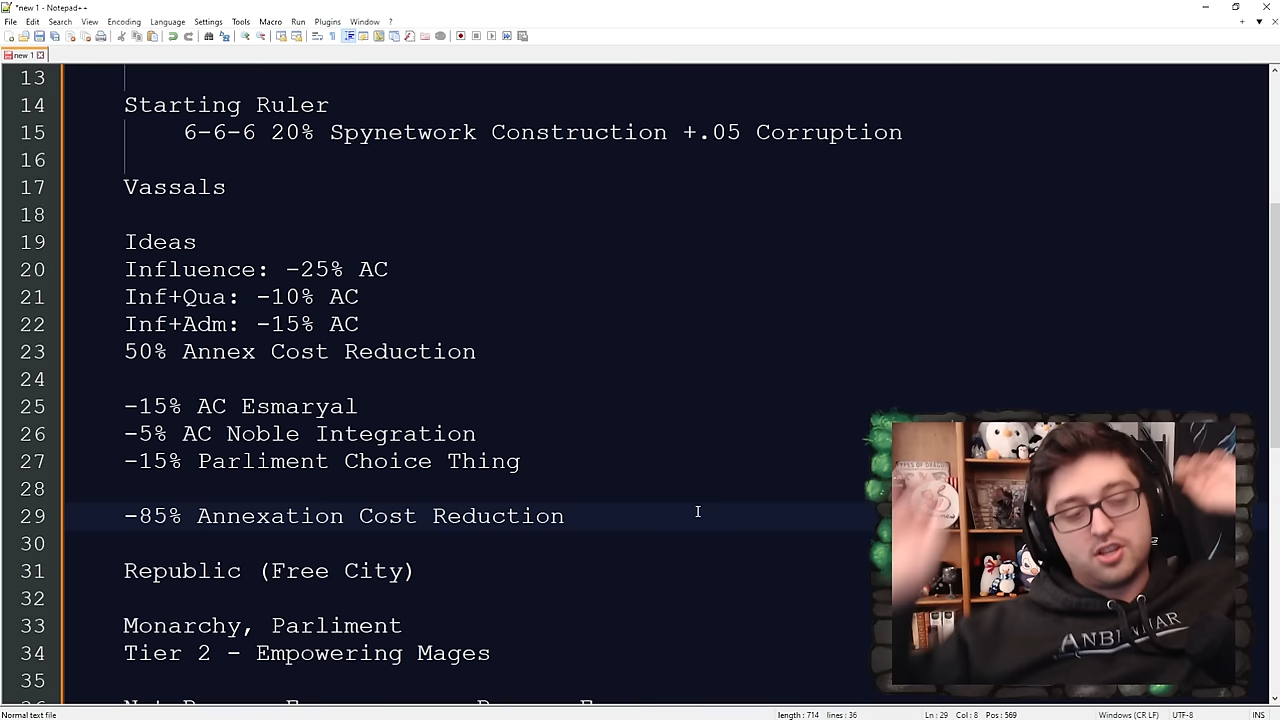 *new 1 - Notepad++
File Edit Search View Encoding Language Settings Tools Macro Run Plugins Window ?
new 1
13
14 Starting Ruler
15 6-6-6 20% Spynetwork Construction +.05 Corruption
16
17 Vassals
18
19 Ideas
20 Influence: -25% AC
21 Inf+Qua: -10% AC
22 Inf+Adm: -15% AC
23 50% Annex Cost Reduction
24
25 -15% AC Esmaryal
26 -5% AC Noble Integration
27 -15% Parliment Choice Thing
28
29 -85% Annexation Cost Reduction
30
31 Republic (Free City)
32
33 Monarchy, Parliment
34 Tier 2 - Empowering Mages
35
TYPES OF DRAGO
ANBENNAR
Normal text file length : 714 lines : 36 Ln : 29 Col : 8 Pos : 569 Windows (CR LF) UTF-8 INS